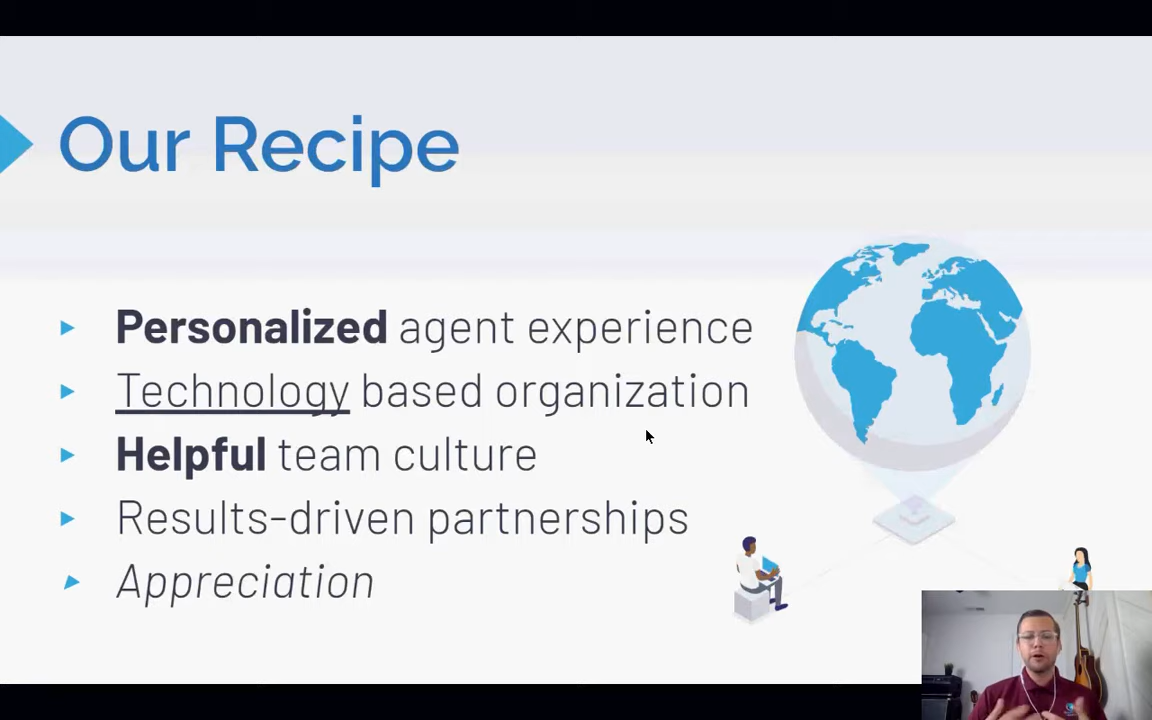 Our Recipe
Personalized agent experience
Technology based organization
Helpful team culture
Results-driven partnerships
Appreciation